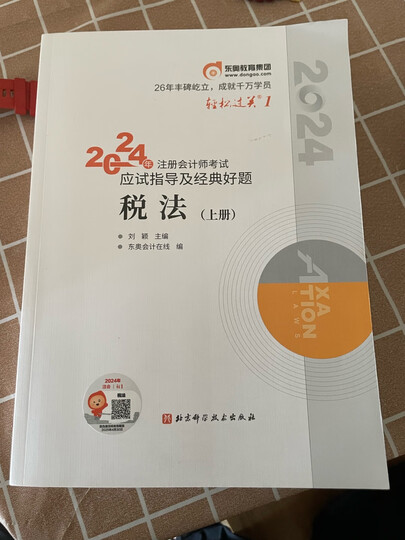 东奥教育集团
www.dongao.com
26年丰碑屹立，成就千万学员
轻松过关®1
2024
2024年 注册会计师考试
应试指导及经典好题
税法（上册）
刘 颖 主编
东奥会计在线 编
TAXATION
LAWS
2024年
税法
北京科学技术出版社